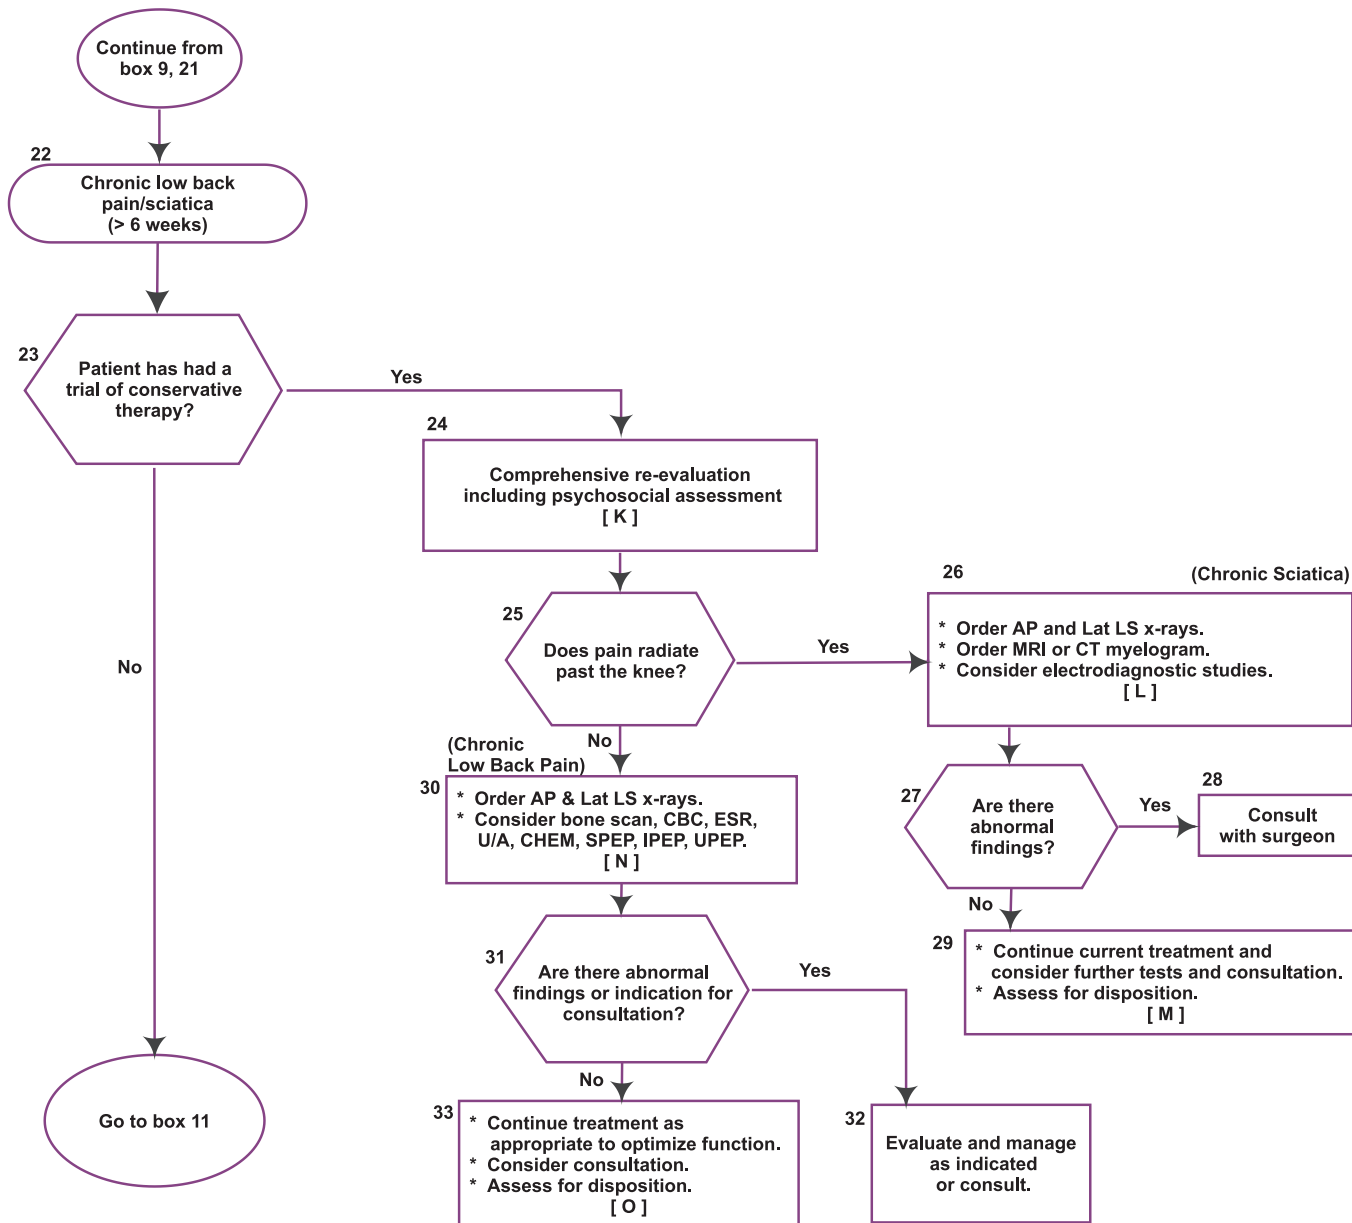 Continue from
box 9, 21
22
Chronic low back
pain/sciatica
(> 6 weeks)
23
Patient has had a
trial of conservative
therapy?
Yes
No
Go to box 11
24
Comprehensive re-evaluation
including psychosocial assessment
[ K ]
25
Does pain radiate
past the knee?
Yes
No
26
(Chronic Sciatica)
* Order AP and Lat LS x-rays.
* Order MRI or CT myelogram.
* Consider electrodiagnostic studies.
[ L ]
27
Are there
abnormal
findings?
Yes
28
Consult
with surgeon
No
29
* Continue current treatment and
consider further tests and consultation.
* Assess for disposition.
[ M ]
(Chronic
Low Back Pain)
30
* Order AP & Lat LS x-rays.
* Consider bone scan, CBC, ESR,
U/A, CHEM, SPEP, IPEP, UPEP.
[ N ]
31
Are there abnormal
findings or indication for
consultation?
Yes
No
32
Evaluate and manage
as indicated
or consult.
33
* Continue treatment as
appropriate to optimize function.
* Consider consultation.
* Assess for disposition.
[ O ]